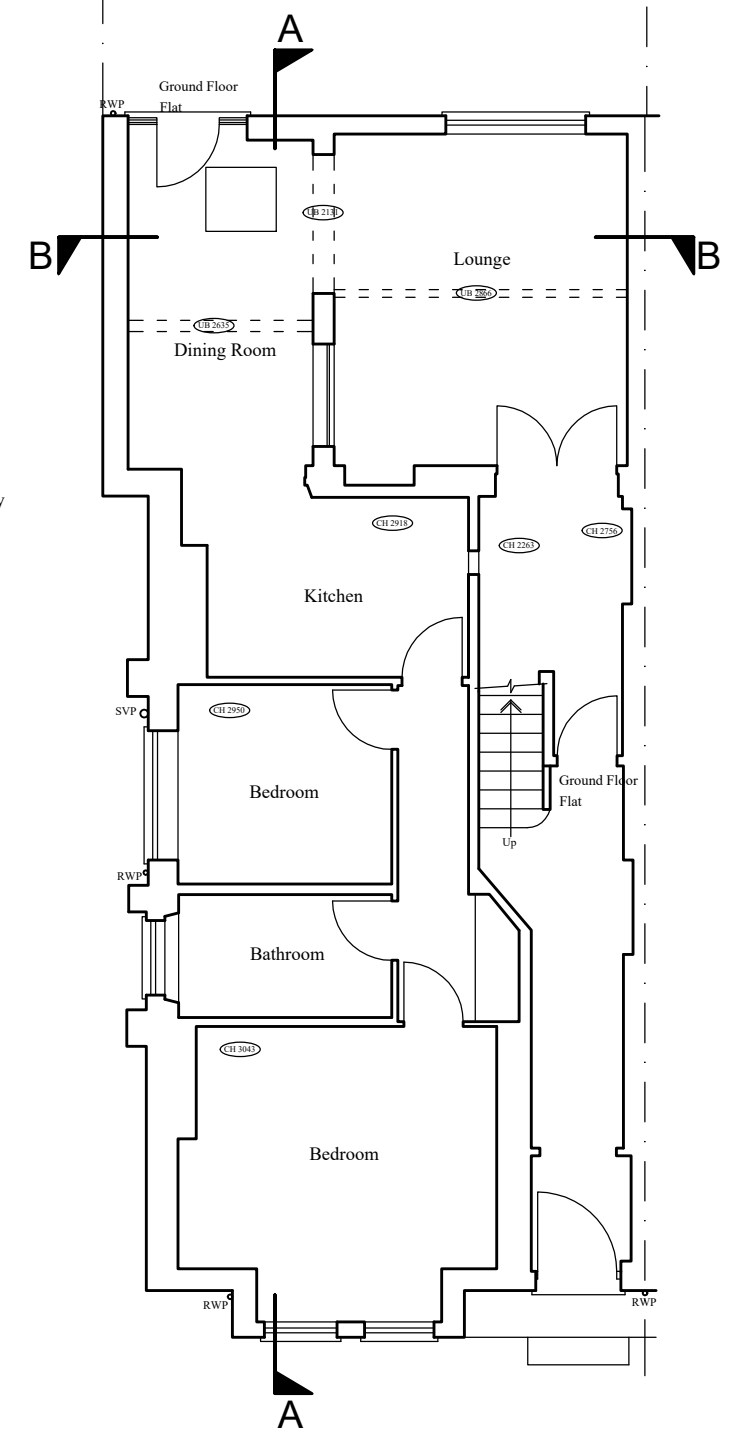 A
Ground Floor
RWP
Flat
UB 2131
B
B
Lounge
UB 2866
UB 2635
Dining Room
y
CH 2918
CH 2756
CH 2263
Kitchen
CH 2950
SVP
Ground Floor
Bedroom
Flat
Up
RWP
Bathroom
CH 3043
Bedroom
RWP
RWP
A